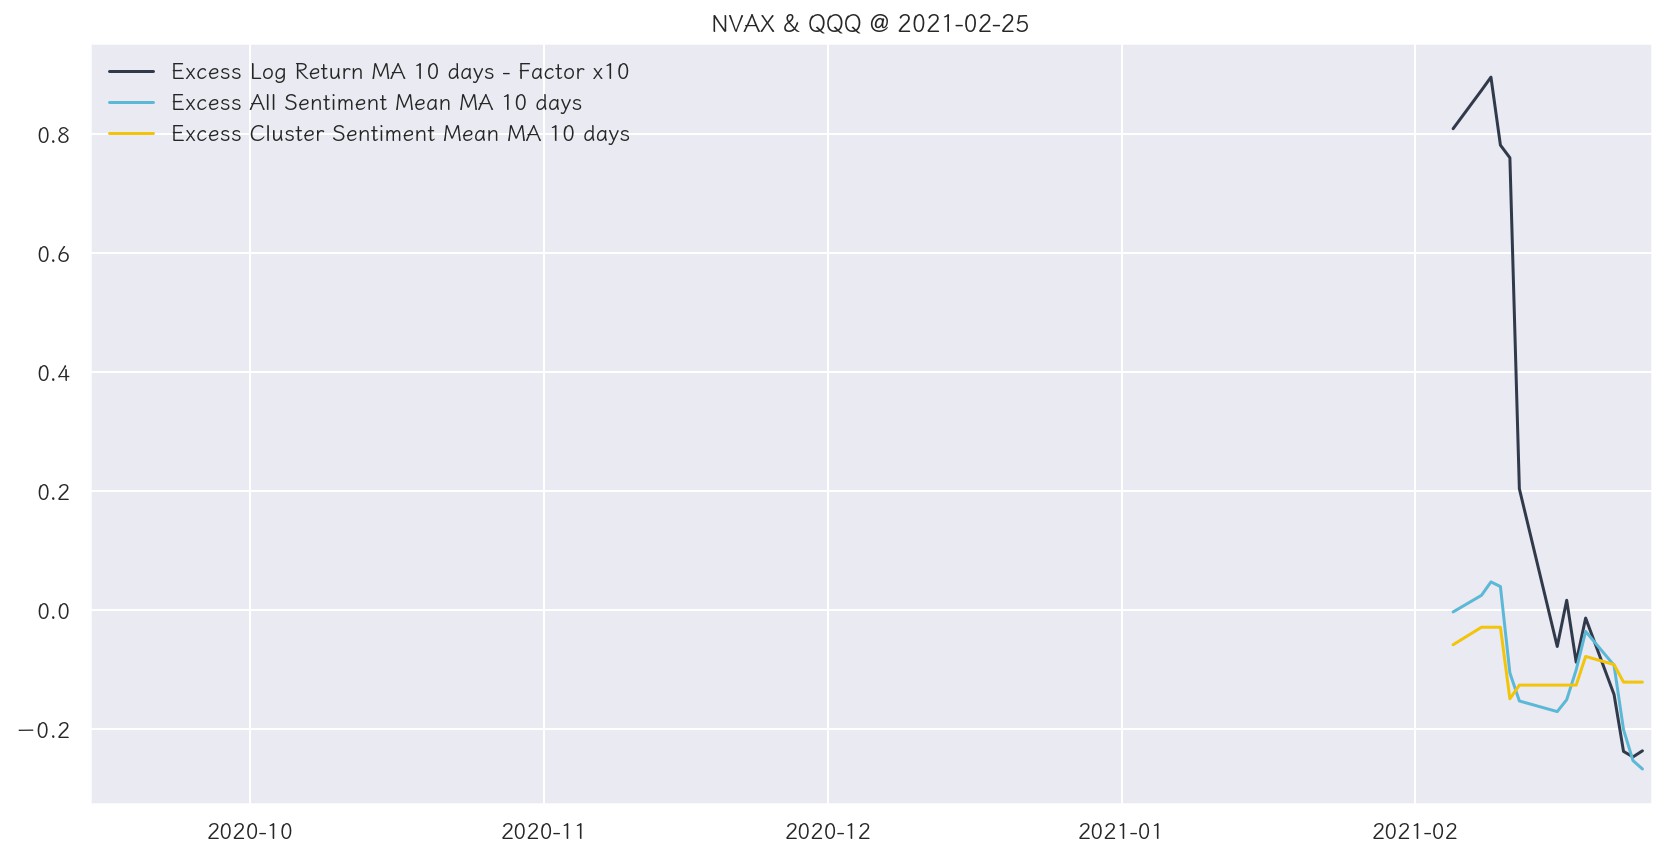 NVAX & QQQ @ 2021-02-25
Excess Log Return MA 10 days - Factor x10
Excess All Sentiment Mean MA 10 days
Excess Cluster Sentiment Mean MA 10 days
0.8
0.6
0.4
0.2
0.0
−0.2
2020-10 2020-11 2020-12 2021-01 2021-02